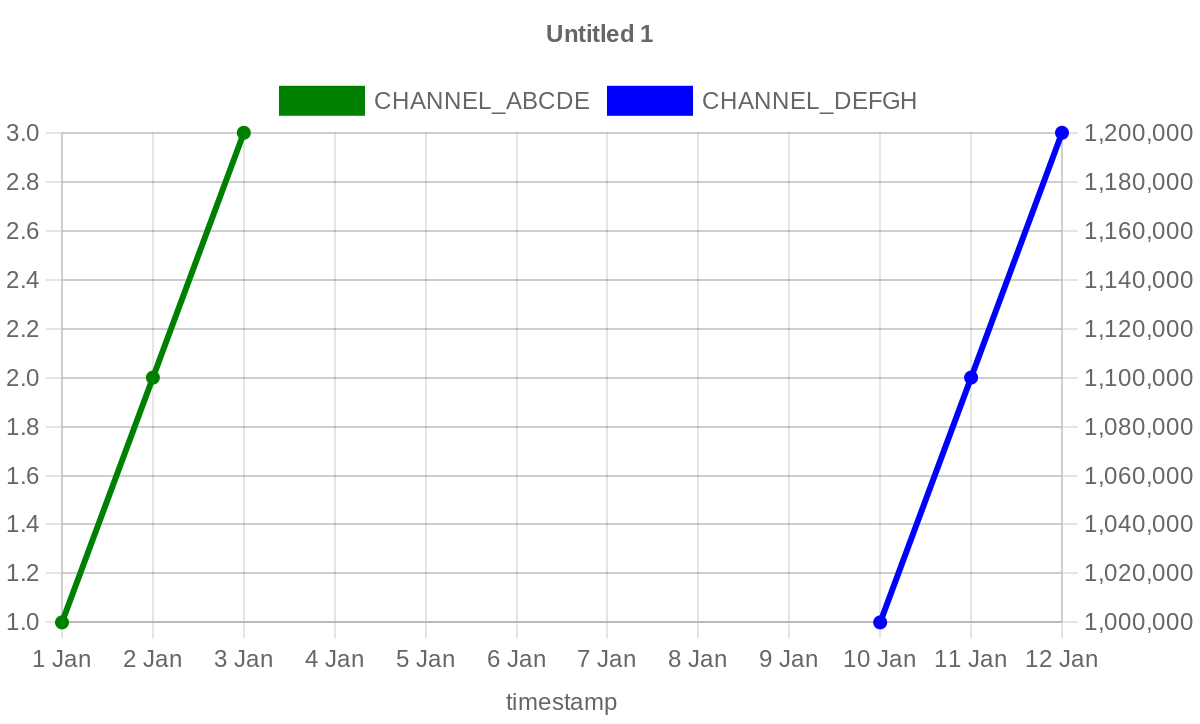 Untitled 1
CHANNEL_ABCDE CHANNEL_DEFGH
3.0 1,200,000
2.8 1,180,000
2.6 1,160,000
2.4 1,140,000
2.2 1,120,000
2.0 1,100,000
1.8 1,080,000
1.6 1,060,000
1.4 1,040,000
1.2 1,020,000
1.0 1,000,000
1 Jan 2 Jan 3 Jan 4 Jan 5 Jan 6 Jan 7 Jan 8 Jan 9 Jan 10 Jan 11 Jan 12 Jan
timestamp